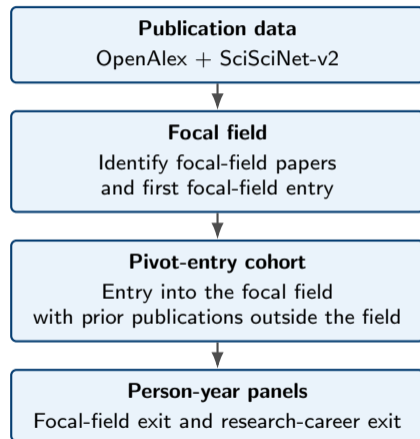 Publication data
OpenAlex + SciSciNet-v2
Focal field
Identify focal-field papers
and first focal-field entry
Pivot-entry cohort
Entry into the focal field
with prior publications outside the field
Person-year panels
Focal-field exit and research-career exit